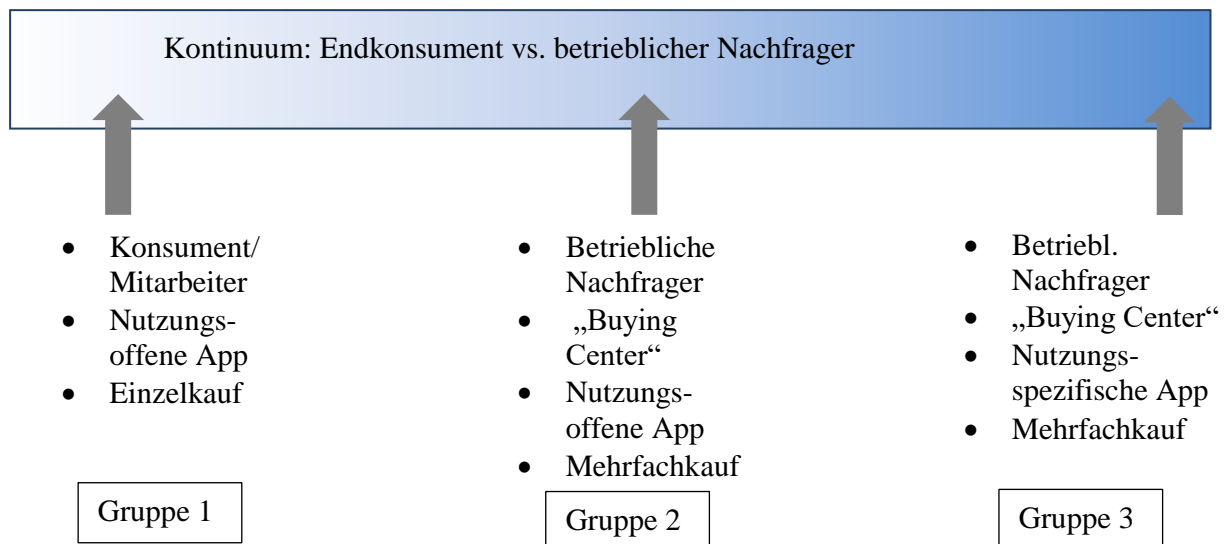 Kontinuum: Endkonsument vs. betrieblicher Nachfrager
• Konsument/
Mitarbeiter
• Nutzungs-
offene App
• Einzelkauf
Gruppe 1
• Betriebliche
Nachfrager
• „Buying
Center“
• Nutzungs-
offene App
• Mehrfachkauf
Gruppe 2
• Betriebl.
Nachfrager
• „Buying Center“
• Nutzungs-
spezifische App
• Mehrfachkauf
Gruppe 3